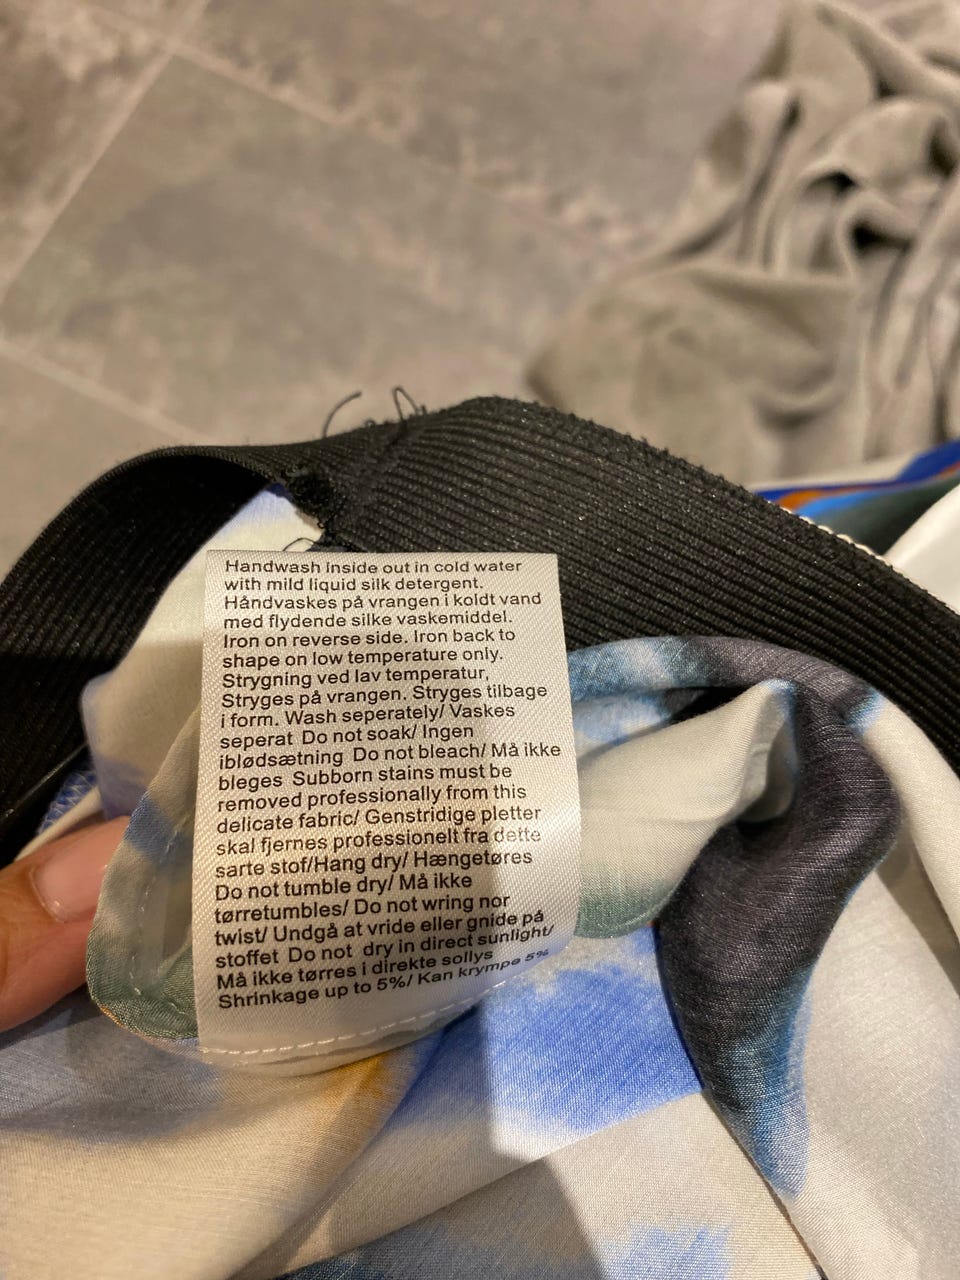 Handwash inside out in cold water
with mild liquid silk detergent.
Håndvaskes på vrangen i koldt vand
med flydende silke vaskemiddel.
Iron on reverse side. Iron back to
shape on low temperature only.
Strygning ved lav temperatur,
Stryges på vrangen. Stryges tilbage
i form. Wash seperately/ Vaskes
seperat Do not soak/ Ingen
iblødsætning Do not bleach/ Må ikke
bleges Subborn stains must be
removed professionally from this
delicate fabric/ Genstridige pletter
skal fjernes professionelt fra dette
sarte stof/Hang dry/ Hængetøres
Do not tumble dry/ Må ikke
tørretumbles/ Do not wring nor
twist/ Undgå at vride eller gnide på
stoffet Do not dry in direct sunlight/
Må ikke tørres i direkte sollys
Shrinkage up to 5%/ Kan krympe 5%